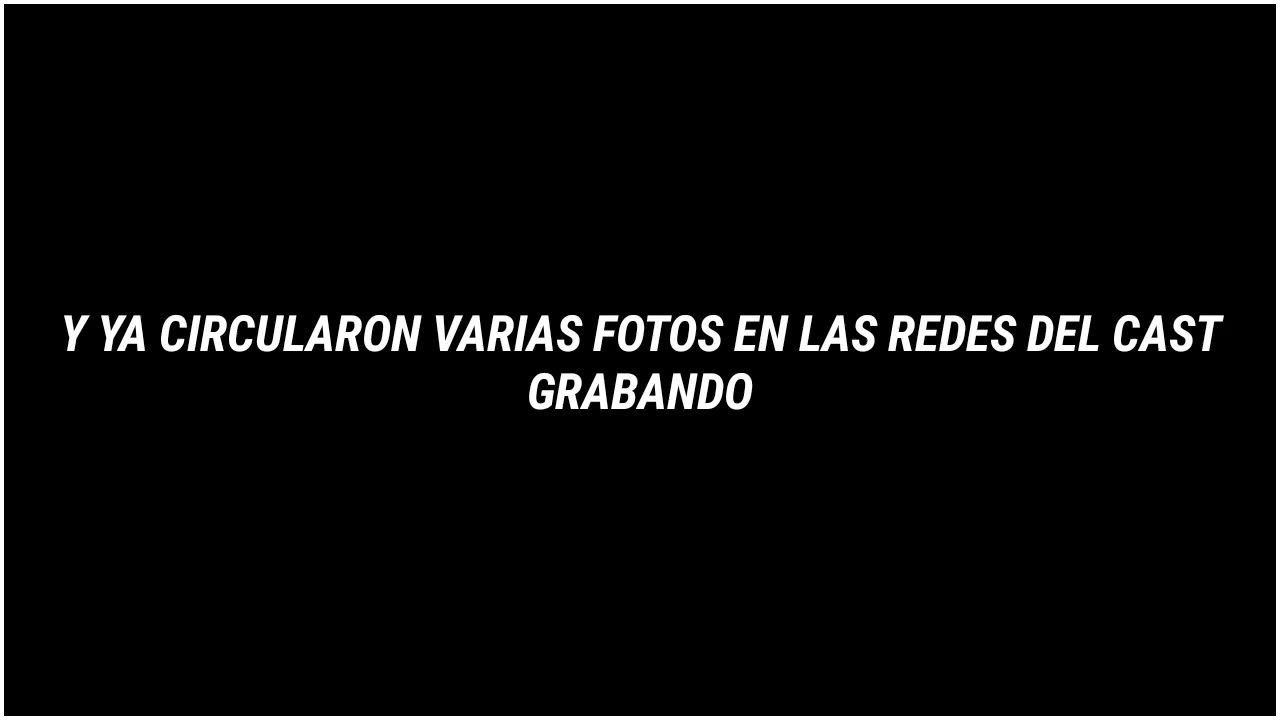 Y YA CIRCULARON VARIAS FOTOS EN LAS REDES DEL CAST
GRABANDO